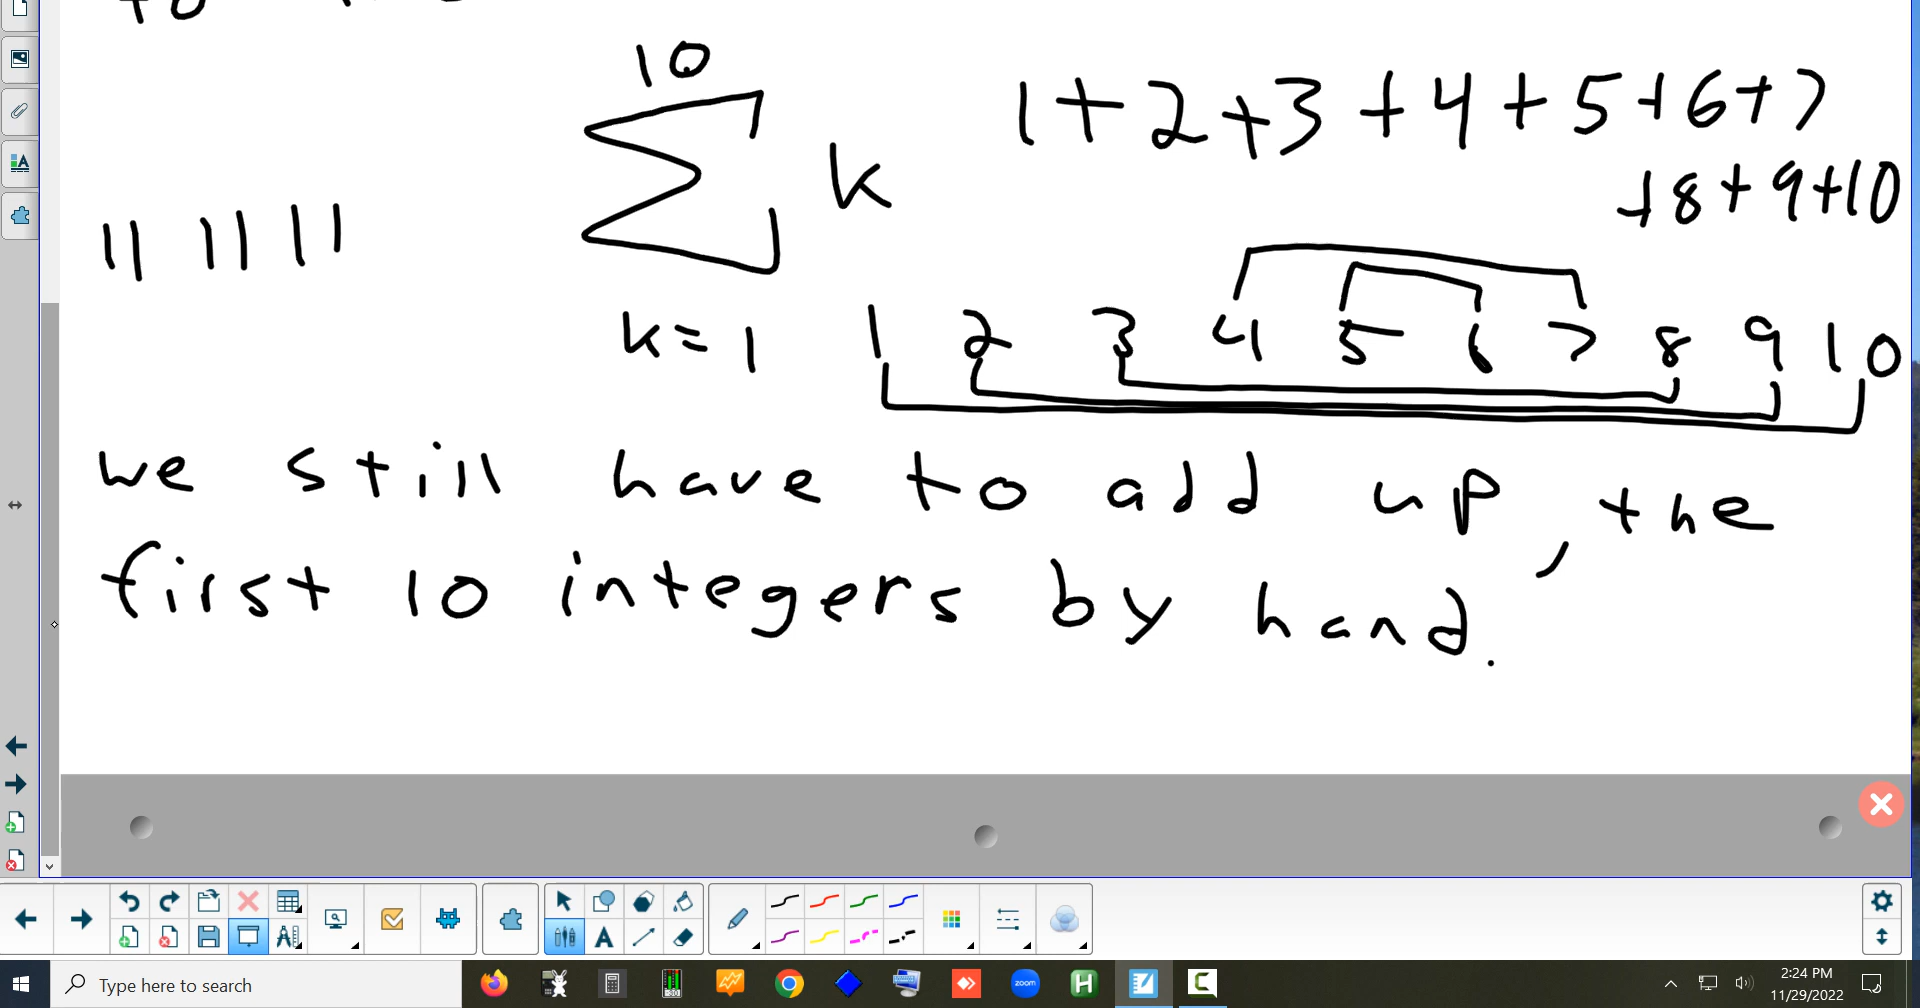 10
∑ k
k = 1
1 + 2 + 3 + 4 + 5 + 6 + 7
+ 8 + 9 + 10
11 11 11
1 2 3 4 5 6 7 8 9 10
we still have to add up, the
first 10 integers by hand.
Type here to search
zoom
H
C
2:24 PM
11/29/2022